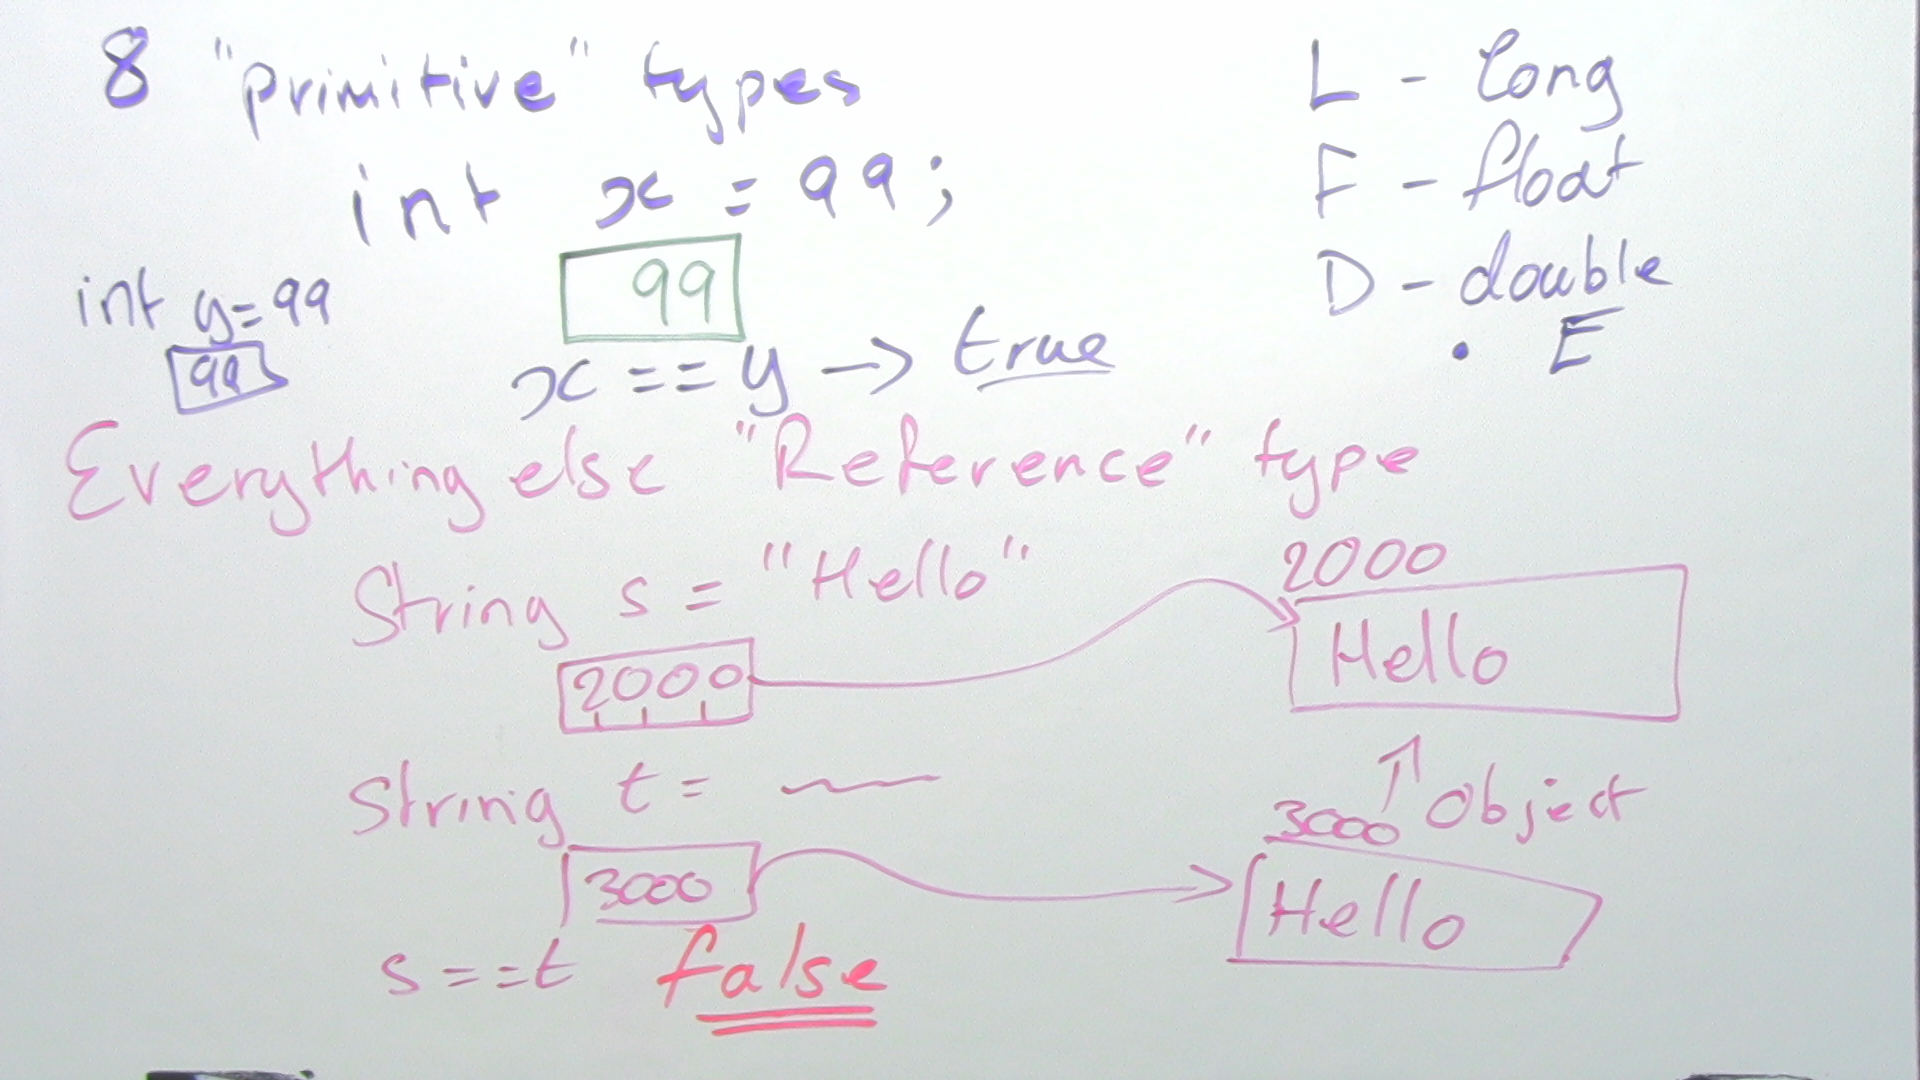 8 "primitive" types
int x = 99;
int y=99
99
99
x == y → true
L - long
F - float
D - double
. E
Everything else "Reference" type
String s = "Hello"
2000
2000
Hello
String t =
Object
3000
3000
Hello
s==t false